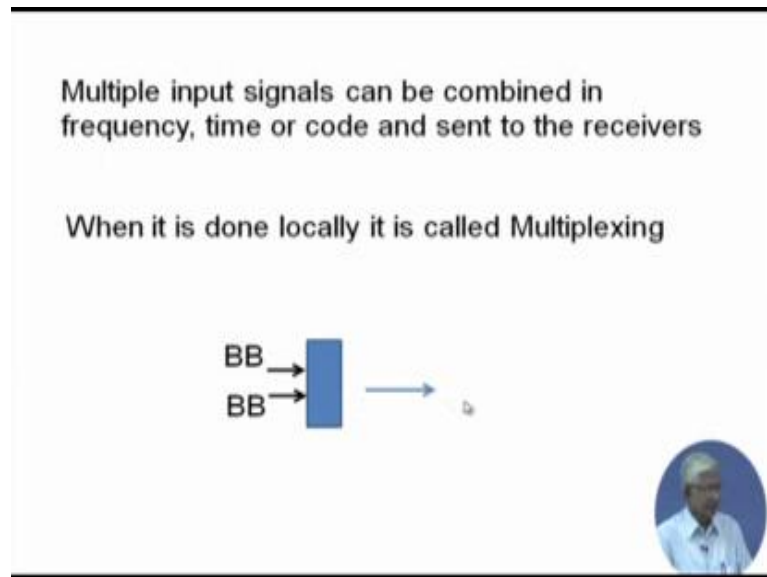 Multiple input signals can be combined in
frequency, time or code and sent to the receivers
When it is done locally it is called Multiplexing
BB
BB